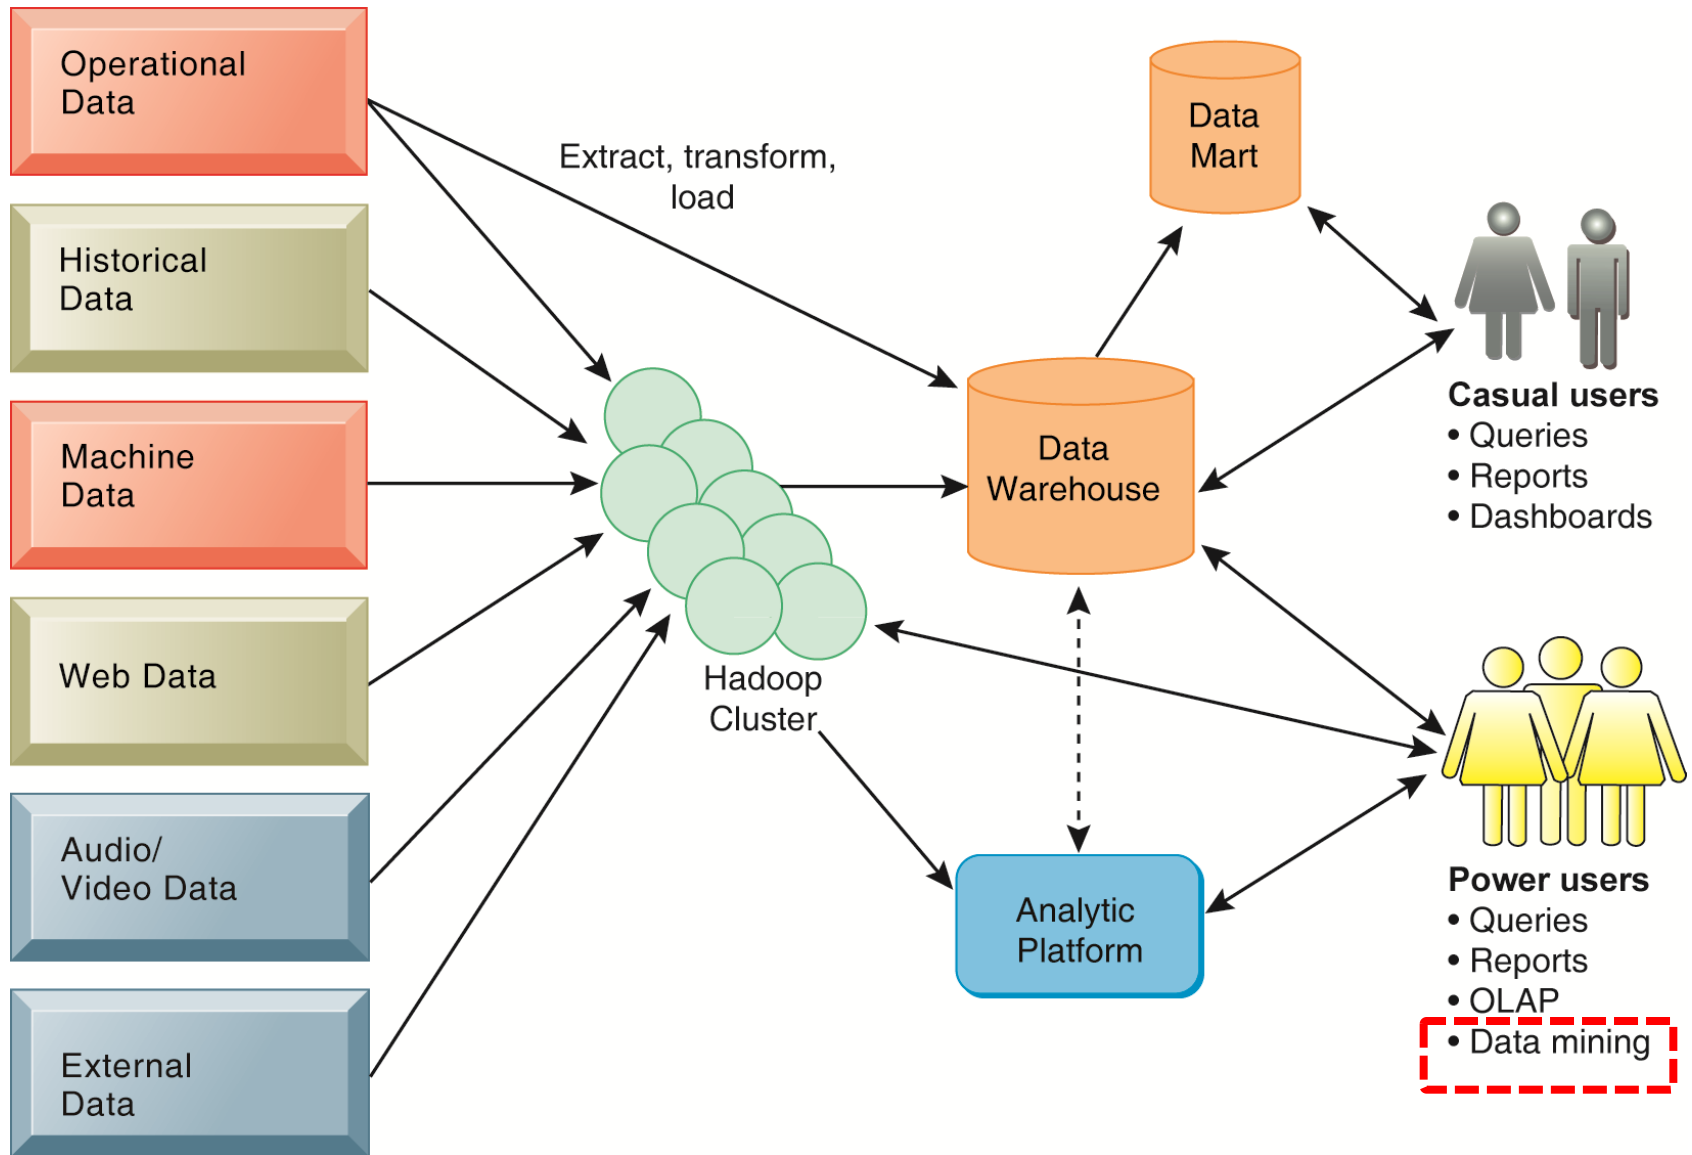 Operational
Data
Historical
Data
Machine
Data
Web Data
Audio/
Video Data
External
Data
Extract, transform,
load
Hadoop
Cluster
Data
Mart
Data
Warehouse
Analytic
Platform
Casual users
• Queries
• Reports
• Dashboards
Power users
• Queries
• Reports
• OLAP
• Data mining